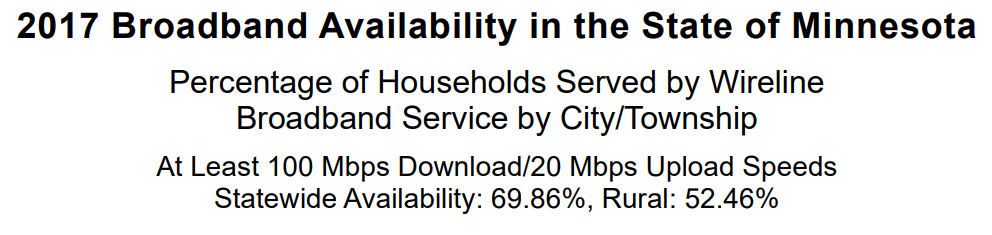 2017 Broadband Availability in the State of Minnesota
Percentage of Households Served by Wireline
Broadband Service by City/Township
At Least 100 Mbps Download/20 Mbps Upload Speeds
Statewide Availability: 69.86%, Rural: 52.46%